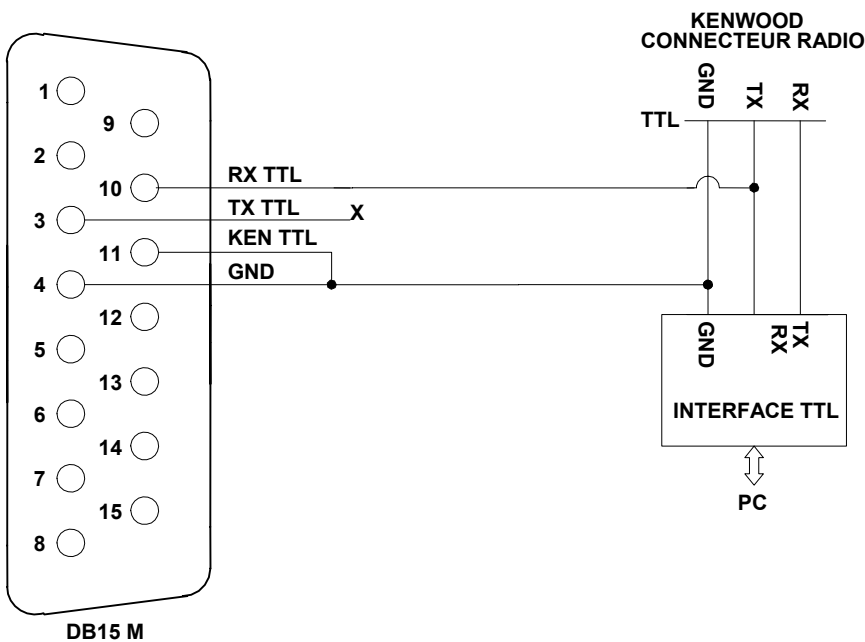 KENWOOD
CONNECTEUR RADIO
GND
TX
RX
TTL
1
9
2
10
RX TTL
3
TX TTL
X
11
KEN TTL
4
GND
12
5
13
6
14
7
15
8
GND
RX
TX
INTERFACE TTL
PC
DB15 M